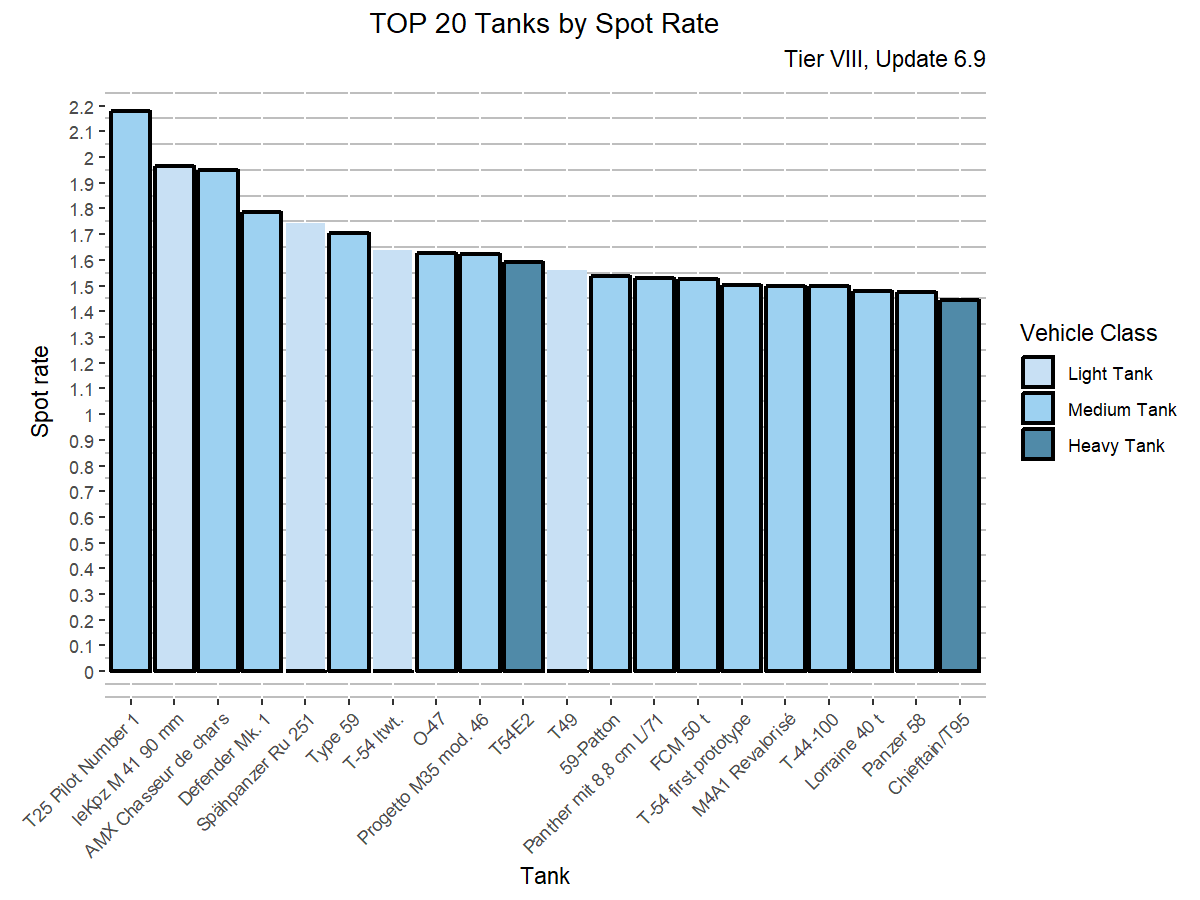 TOP 20 Tanks by Spot Rate
Tier VIII, Update 6.9
Spot rate
2.2
2.1
2
1.9
1.8
1.7
1.6
1.5
1.4
1.3
1.2
1.1
1
0.9
0.8
0.7
0.6
0.5
0.4
0.3
0.2
0.1
0
T25 Pilot Number 1
leKpz M 41 90 mm
AMX Chasseur de chars
Defender Mk. 1
Spähpanzer Ru 251
Type 59
T-54 ltwt.
O-47
Progetto M35 mod. 46
T54E2
T49
59-Patton
Panther mit 8,8 cm L/71
FCM 50 t
T-54 first prototype
M4A1 Revalorisé
T-44-100
Lorraine 40 t
Panzer 58
Chieftain/T95
Tank
Vehicle Class
Light Tank
Medium Tank
Heavy Tank